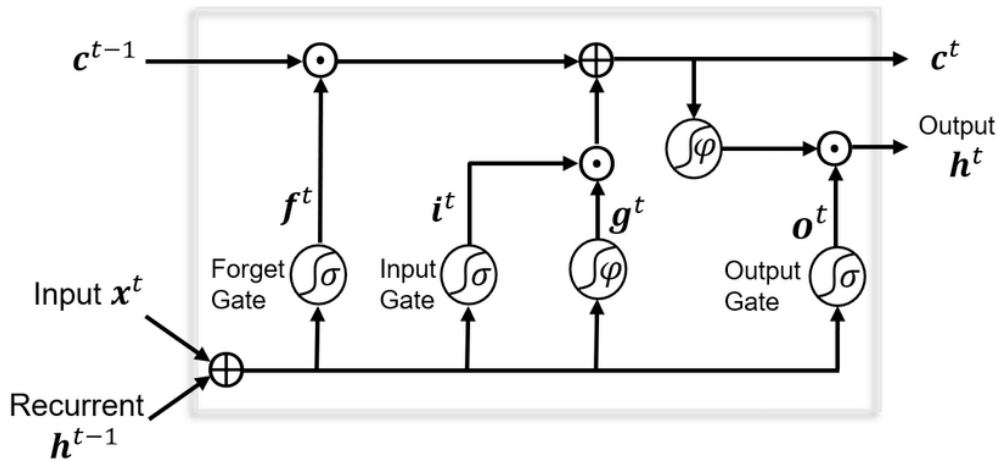 c^{t-1}
c^t
φ
Output
h^t
f^t
i^t
g^t
o^t
Forget
Gate
σ
Input
Gate
σ
φ
Output
Gate
σ
Input x^t
Recurrent
h^{t-1}